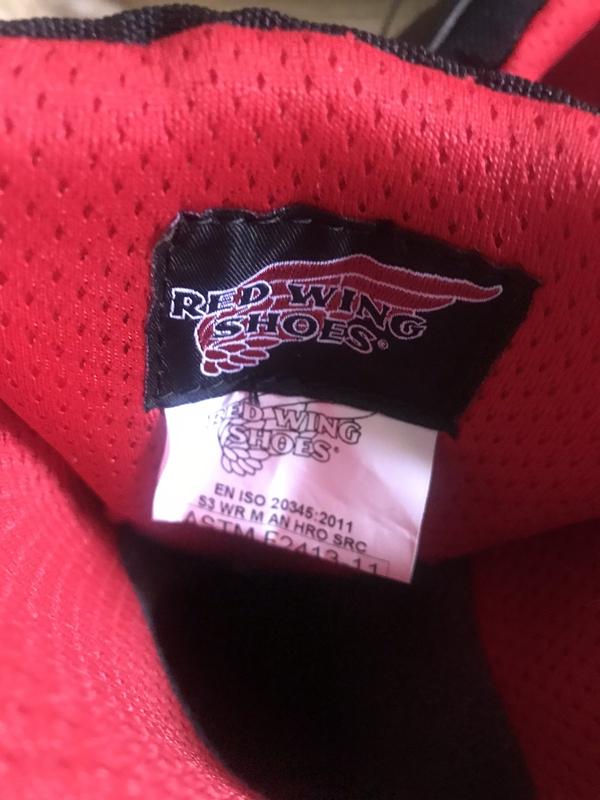 RED WING
SHOES®
RED WING
SHOES®
EN ISO 20345:2011
S3 WR M AN HRO SRC
ASTM F2413-11